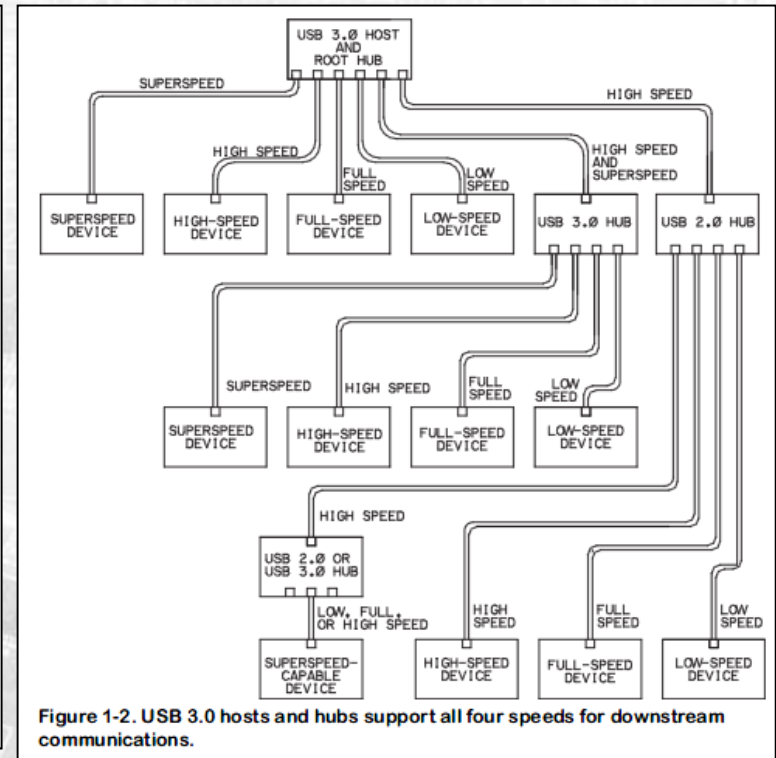 USB 3.0 HOST
AND
ROOT HUB
SUPERSPEED
HIGH SPEED
HIGH SPEED
FULL
SPEED
LOW
SPEED
HIGH SPEED
AND
SUPERSPEED
SUPERSPEED
DEVICE
HIGH-SPEED
DEVICE
FULL-SPEED
DEVICE
LOW-SPEED
DEVICE
USB 3.0 HUB
USB 2.0 HUB
SUPERSPEED
HIGH SPEED
FULL
SPEED
LOW
SPEED
SUPERSPEED
DEVICE
HIGH-SPEED
DEVICE
FULL-SPEED
DEVICE
LOW-SPEED
DEVICE
HIGH SPEED
USB 2.0 OR
USB 3.0 HUB
LOW, FULL,
OR HIGH SPEED
HIGH
SPEED
FULL
SPEED
LOW
SPEED
SUPERSPEED-
CAPABLE
DEVICE
HIGH-SPEED
DEVICE
FULL-SPEED
DEVICE
LOW-SPEED
DEVICE
Figure 1-2. USB 3.0 hosts and hubs support all four speeds for downstream
communications.